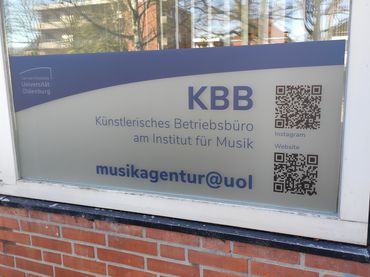 Universität
Oldenburg
KBB
Künstlerisches Betriebsbüro
am Institut für Musik
musikagentur@uol
Instagram
Website